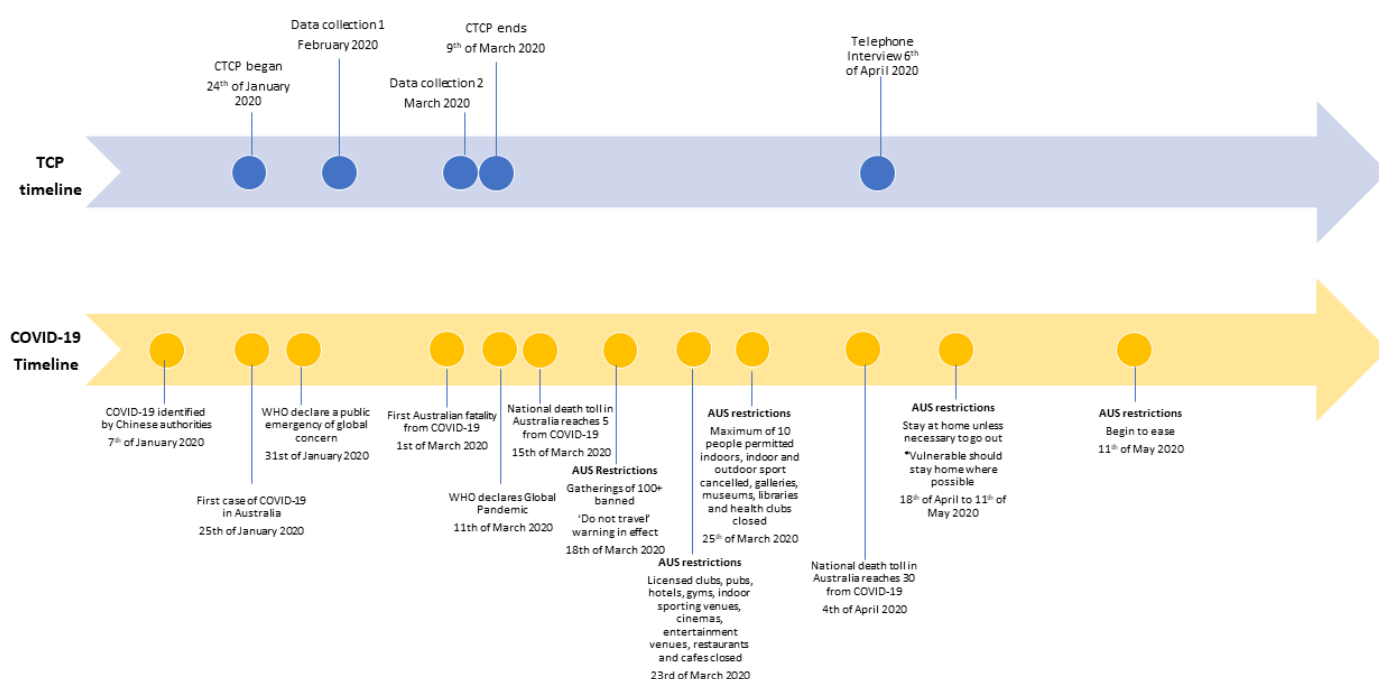 CTCP began
24th of January
2020
Data collection 1
February 2020
Data collection 2
March 2020
CTCP ends
9th of March 2020
Telephone
Interview 6th
of April 2020
TCP
timeline
COVID-19
Timeline
COVID-19 identified
by Chinese authorities
7th of January 2020
First case of COVID-19
in Australia
25th of January 2020
WHO declare a public
emergency of global
concern
31st of January 2020
First Australian fatality
from COVID-19
1st of March 2020
WHO declares Global
Pandemic
11th of March 2020
National death toll in
Australia reaches 5
from COVID-19
15th of March 2020
AUS Restrictions
Gatherings of 100+
banned
'Do not travel'
warning in effect
18th of March 2020
AUS restrictions
Licensed clubs, pubs,
hotels, gyms, indoor
sporting venues,
cinemas,
entertainment
venues, restaurants
and cafes closed
23rd of March 2020
AUS restrictions
Maximum of 10
people permitted
indoors, indoor and
outdoor sport
cancelled, galleries,
museums, libraries
and health clubs
closed
25th of March 2020
National death toll in
Australia reaches 30
from COVID-19
4th of April 2020
AUS restrictions
Stay at home unless
necessary to go out
*Vulnerable should
stay home where
possible
18th of April to 11th of
May 2020
AUS restrictions
Begin to ease
11th of May 2020